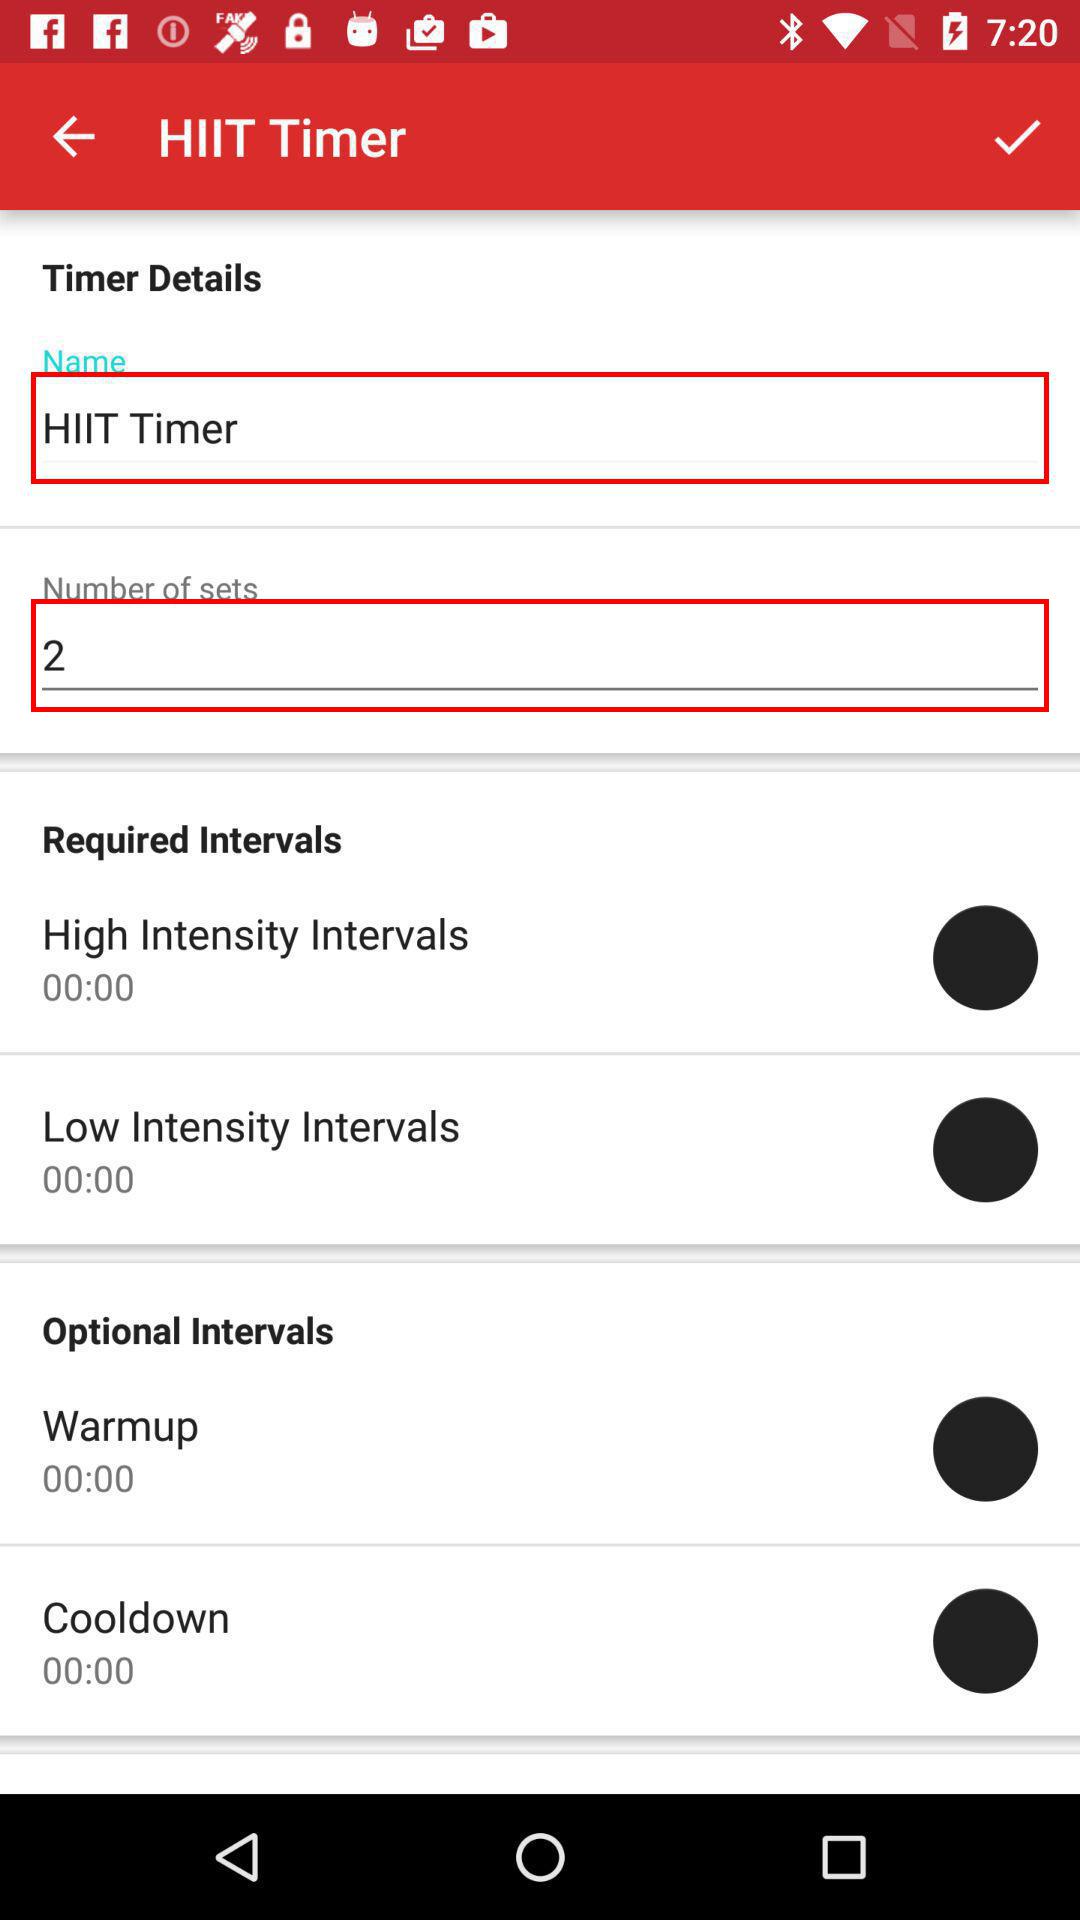 FAKE
7:20
HIIT Timer
Timer Details
Name
HIIT Timer
Number of sets
2
Required Intervals
High Intensity Intervals
00:00
Low Intensity Intervals
00:00
Optional Intervals
Warmup
00:00
Cooldown
00:00